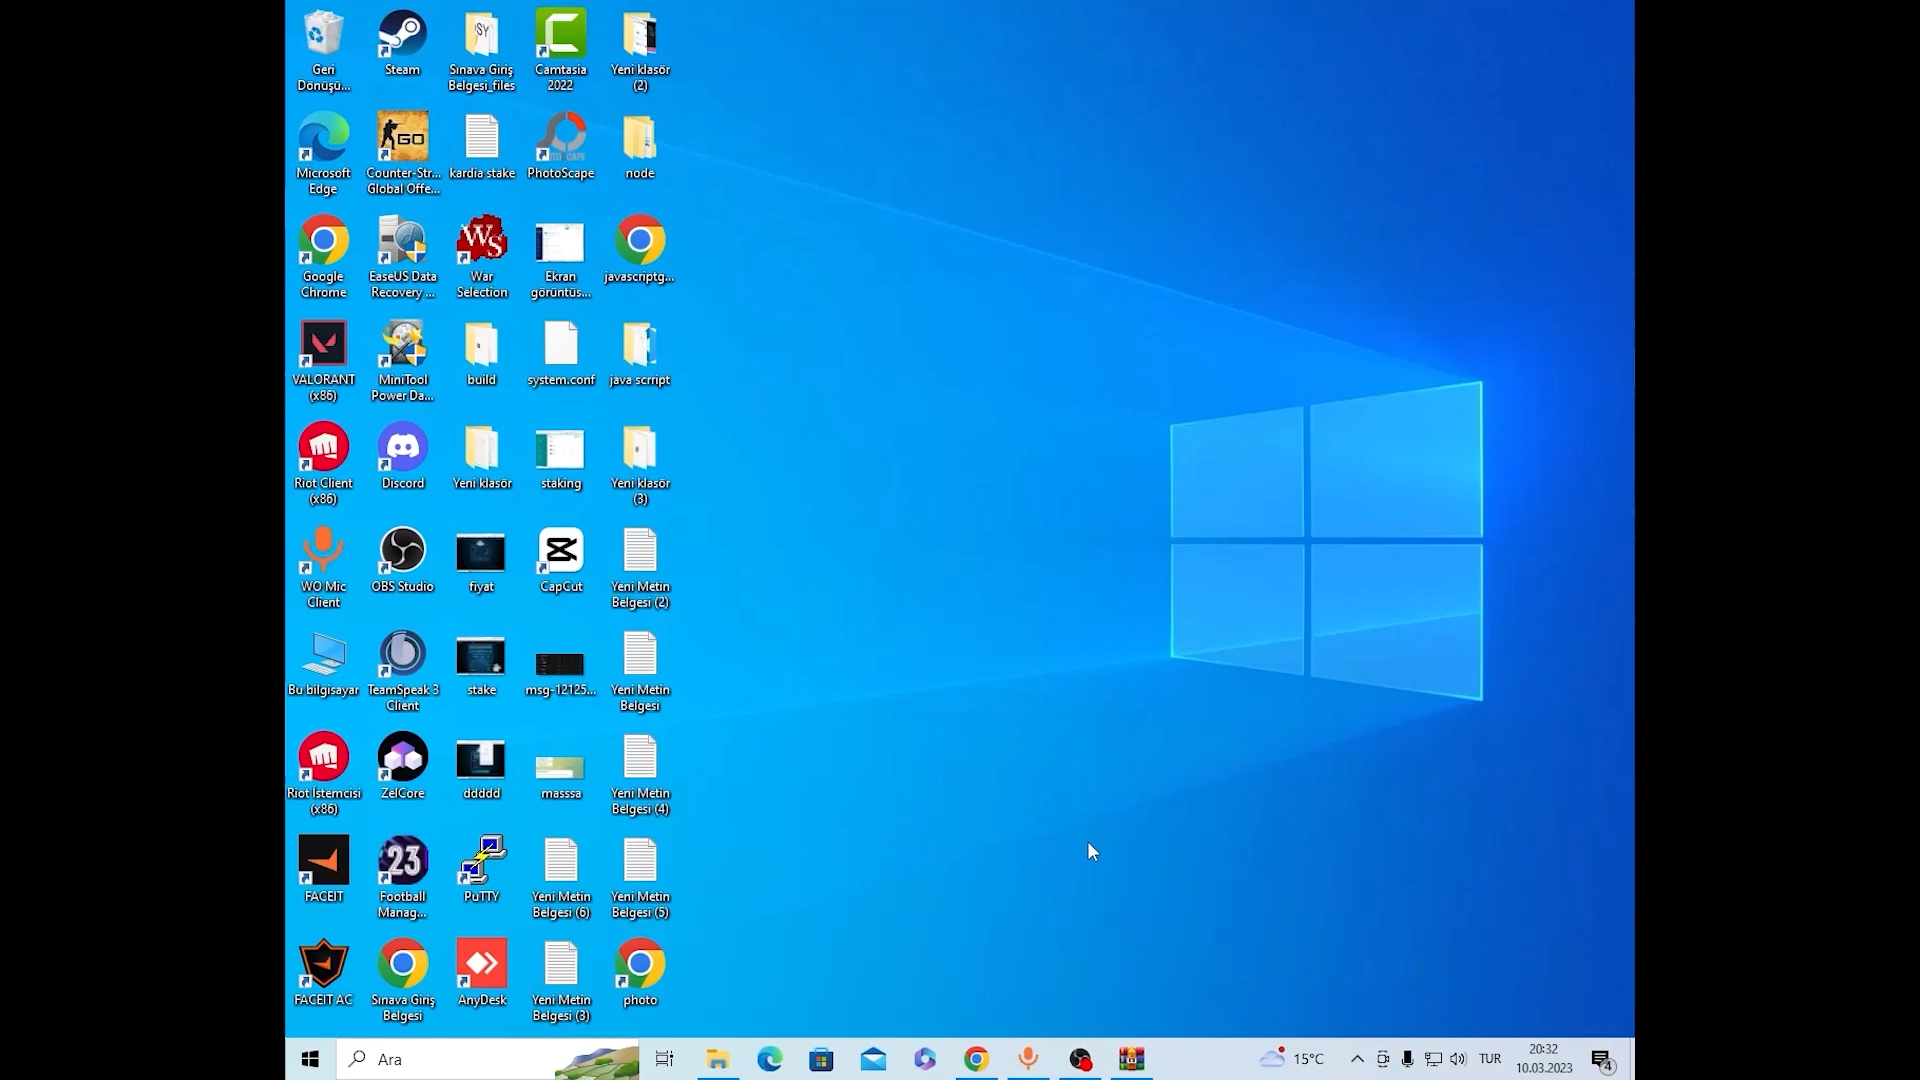 Geri
Dönüşü...
Steam
Sınava Giriş
Belgesi_files
Camtasia
2022
Yeni klasör
(2)
Microsoft
Edge
GO
Counter-Str...
Global Offe...
kardia stake
PhotoScape
node
Google
Chrome
EaseUS Data
Recovery ...
WS
War
Selection
Ekran
görüntüs...
javascriptg...
VALORANT
(x86)
MiniTool
Power Da...
build
system.conf
java scrript
Riot Client
(x86)
Discord
Yeni klasör
staking
Yeni klasör
(3)
WO Mic
Client
OBS Studio
fiyat
CapCut
Yeni Metin
Belgesi (2)
Bu bilgisayar
TeamSpeak 3
Client
stake
msg-12125...
Yeni Metin
Belgesi
Riot İstemcisi
(x86)
ZelCore
ddddd
masssa
Yeni Metin
Belgesi (4)
FACEIT
23
Football
Manag...
PuTTY
Yeni Metin
Belgesi (6)
Yeni Metin
Belgesi (5)
FACEIT AC
Sınava Giriş
Belgesi
AnyDesk
Yeni Metin
Belgesi (3)
photo
Ara
15°C
TUR
20:32
10.03.2023
4